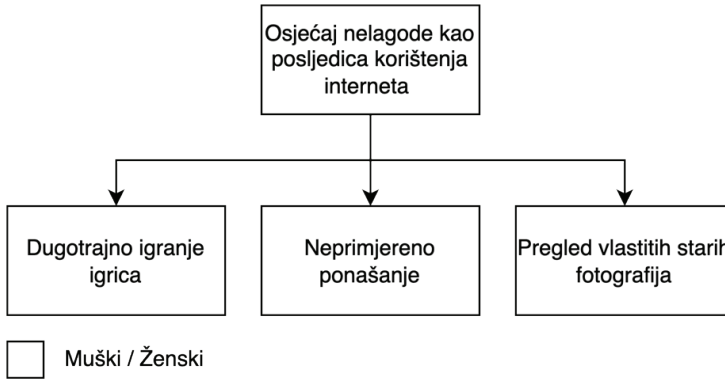 Osjećaj nelagode kao
posljedica korištenja
interneta
Dugotrajno igranje
igrica
Neprimjereno
ponašanje
Pregled vlastitih starih
fotografija
Muški / Ženski